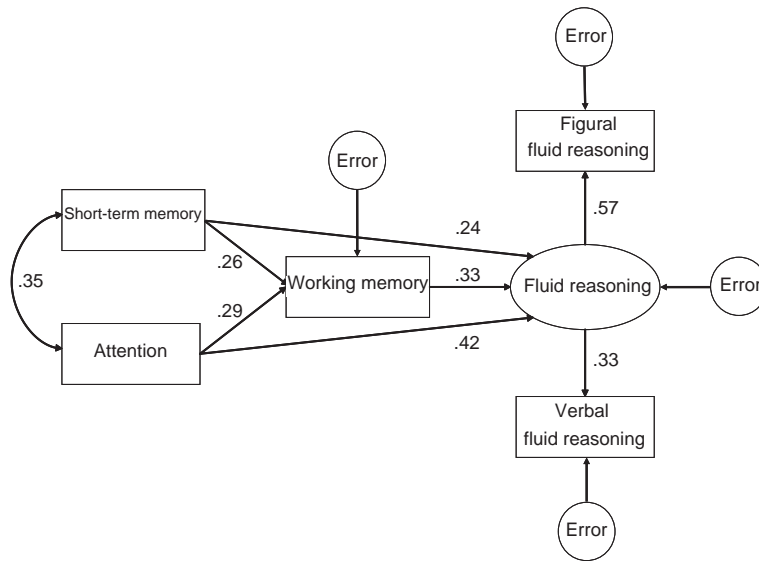 Error
Figural
fluid reasoning
Error
.57
Short-term memory
.24
.26
.35
Working memory
.33
Fluid reasoning
Error
.29
Attention
.42
.33
Verbal
fluid reasoning
Error